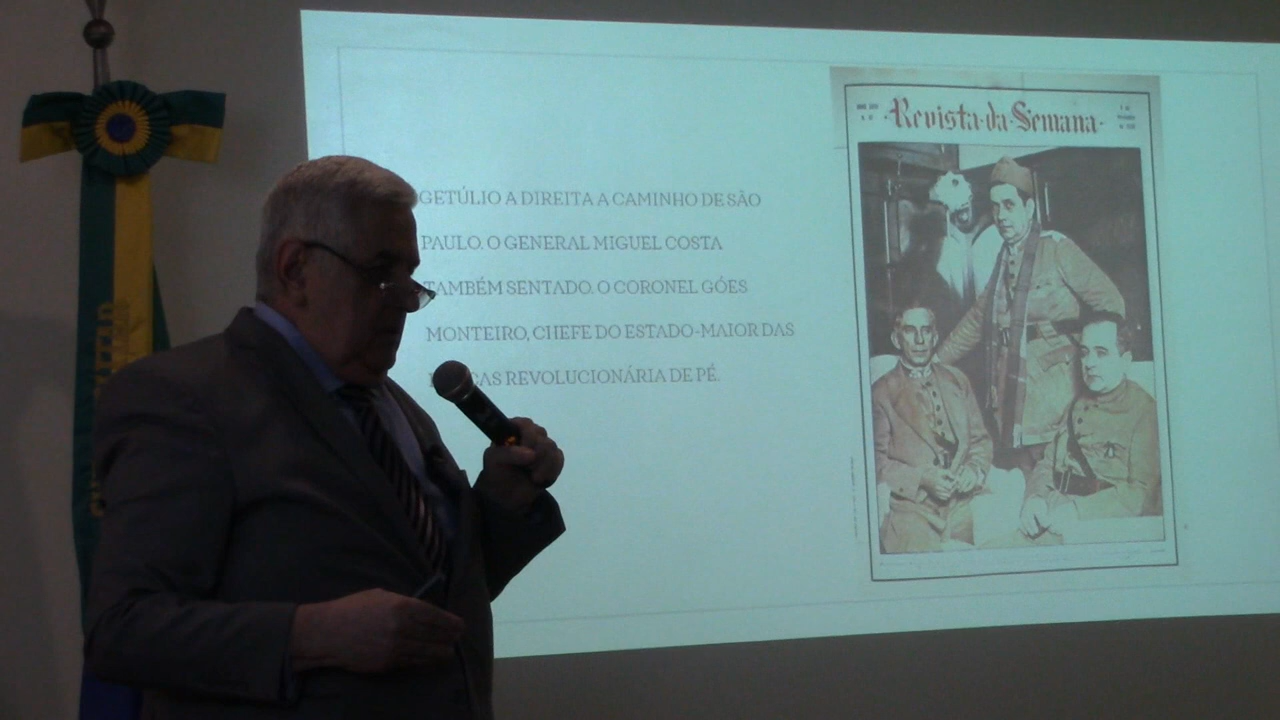 GETÚLIO A DIREITA A CAMINHO DE SÃO
PAULO. O GENERAL MIGUEL COSTA
TAMBÉM SENTADO. O CORONEL GÓES
MONTEIRO, CHEFE DO ESTADO-MAIOR DAS
REVOLUCIONÁRIA DE PÉ.
Revista da Semana